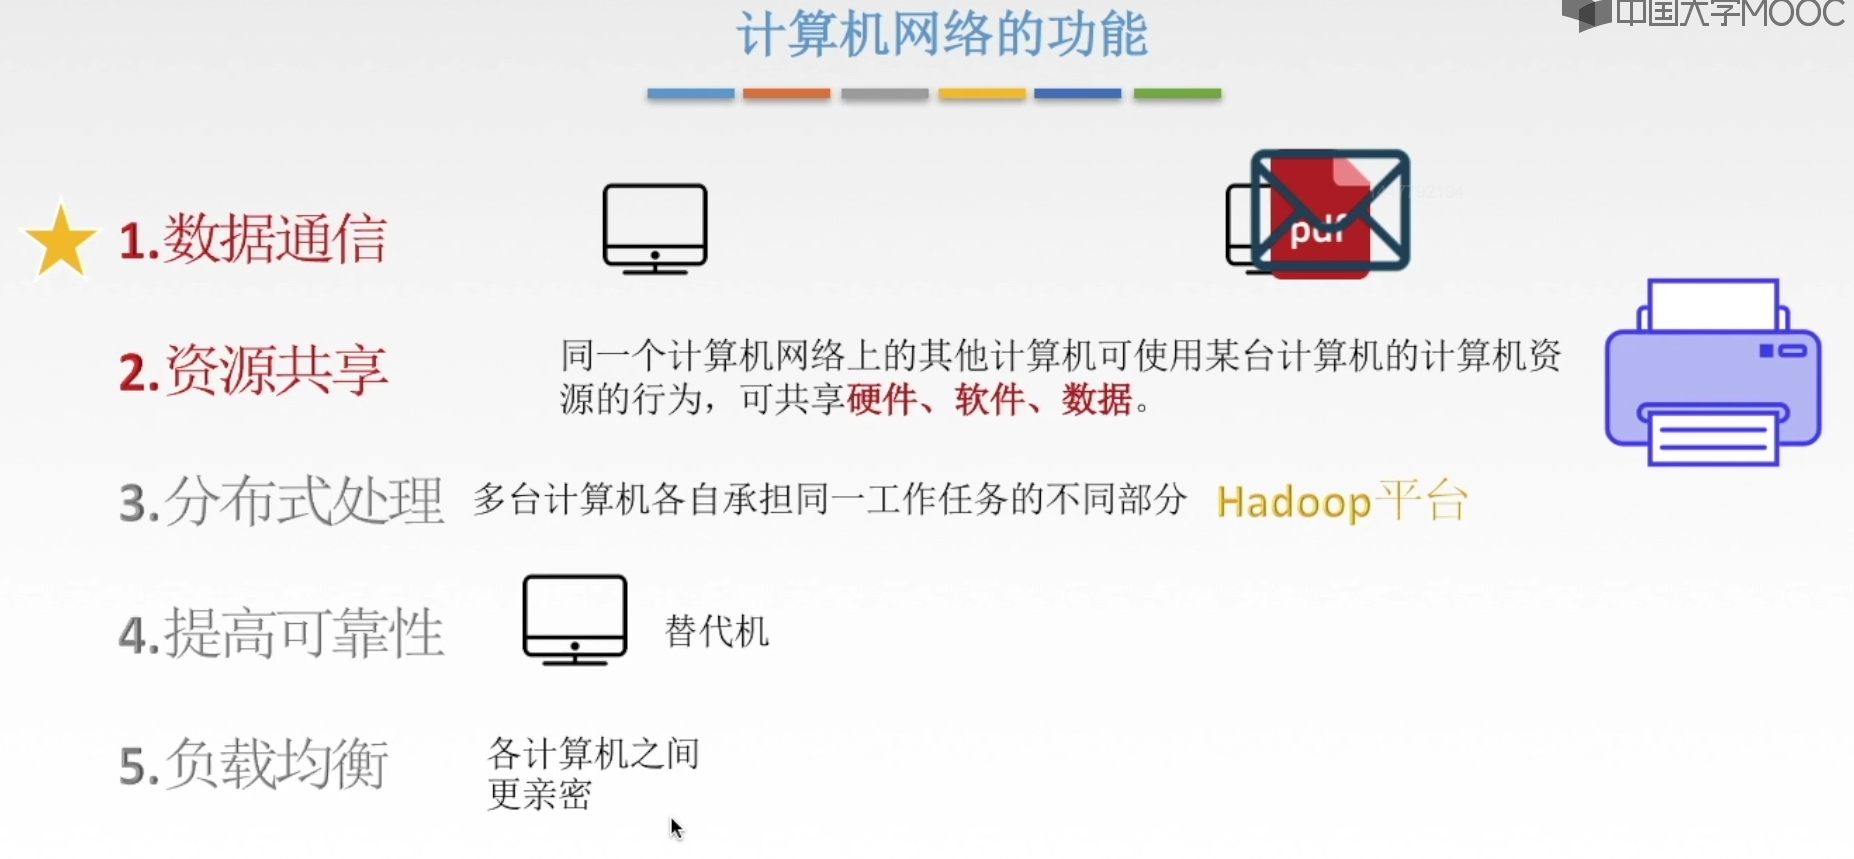 中国大学MOOC
计算机网络的功能
1.数据通信
pdf
2.资源共享
同一个计算机网络上的其他计算机可使用某台计算机的计算机资
源的行为，可共享硬件、软件、数据。
3.分布式处理 多台计算机各自承担同一工作任务的不同部分 Hadoop平台
4.提高可靠性 替代机
5.负载均衡
各计算机之间
更亲密